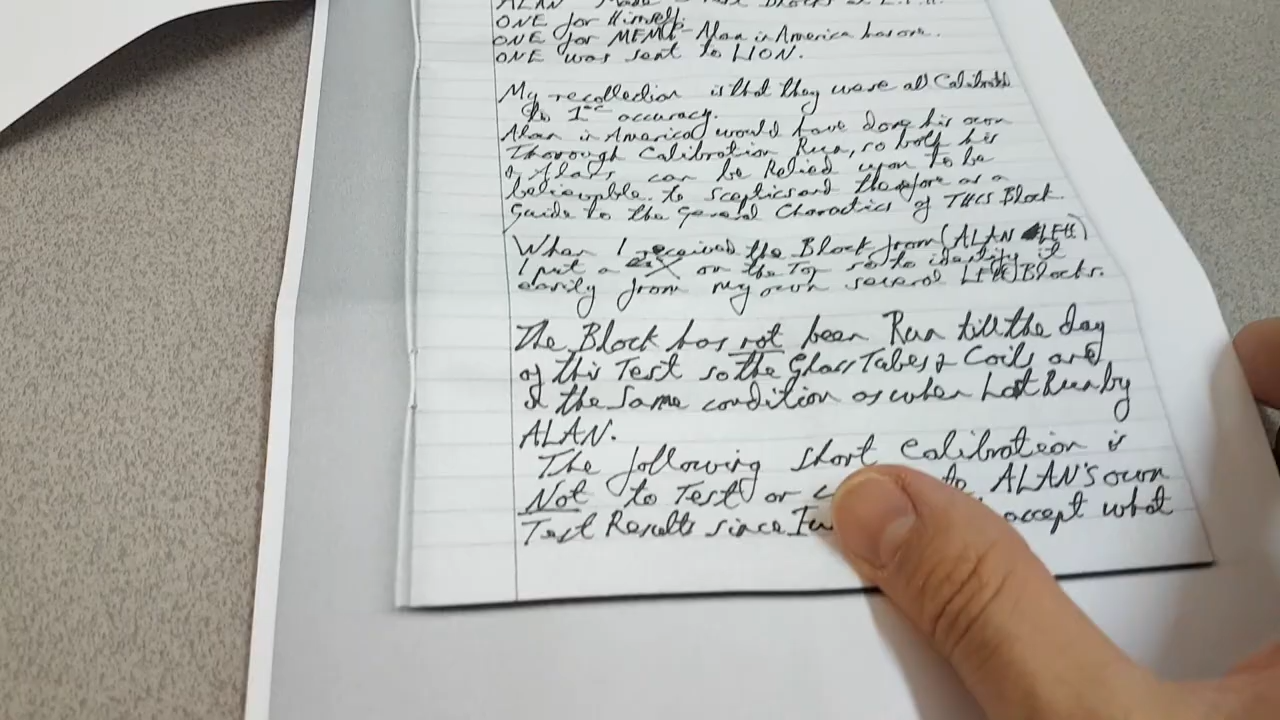 ONE for Himself.
ONE for MEMF - Alan in America has one.
ONE was sent to LION.
My recollection is that they were all Calibrated
to 1 accuracy.
Alan in America would have done his own
Thorough Calibration Run, so both his
& Alan's can be Relied upon to be
believable to sceptics and therefore as a
Guide to the General Charactics of THIS Block.
When I received the Block from (ALAN
I put a X on the Top so to identify it
easily from my own several Blocks.
The Block has not been Run till the day
of this Test so the Glass Tubes & Coils are
the same condition as when Last Run by
ALAN.
The following short Calibration is
Not to Test or to ALAN'S own
Test Results since accept what